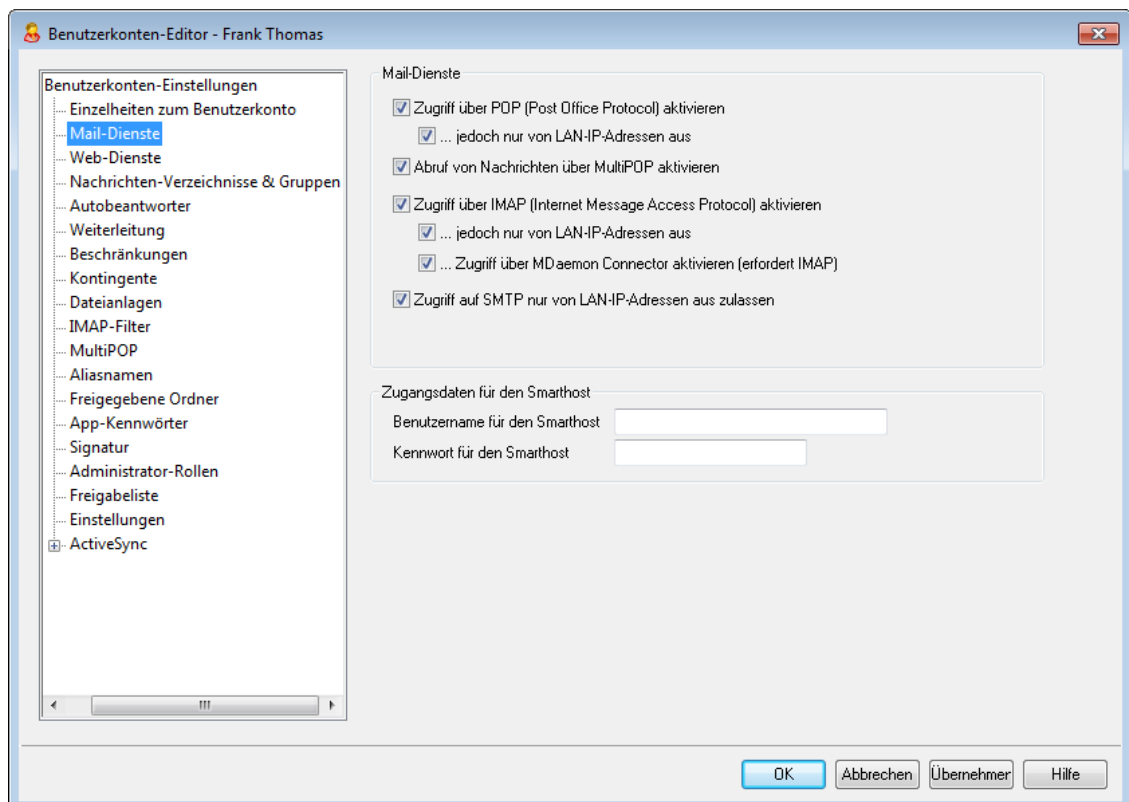 Benutzerkonten-Editor - Frank Thomas
Benutzerkonten-Einstellungen
Einzelheiten zum Benutzerkonto
Mail-Dienste
Web-Dienste
Nachrichten-Verzeichnisse & Gruppen
Autobeantworter
Weiterleitung
Beschränkungen
Kontingente
Dateianlagen
IMAP-Filter
MultiPOP
Aliasnamen
Freigegebene Ordner
App-Kennwörter
Signatur
Administrator-Rollen
Freigabeliste
Einstellungen
ActiveSync
Mail-Dienste
Zugriff über POP (Post Office Protocol) aktivieren
... jedoch nur von LAN-IP-Adressen aus
Abruf von Nachrichten über MultiPOP aktivieren
Zugriff über IMAP (Internet Message Access Protocol) aktivieren
... jedoch nur von LAN-IP-Adressen aus
... Zugriff über MDaemon Connector aktivieren (erfordert IMAP)
Zugriff auf SMTP nur von LAN-IP-Adressen aus zulassen
Zugangsdaten für den Smarthost
Benutzername für den Smarthost
Kennwort für den Smarthost
OK Abbrechen Übernehmer Hilfe